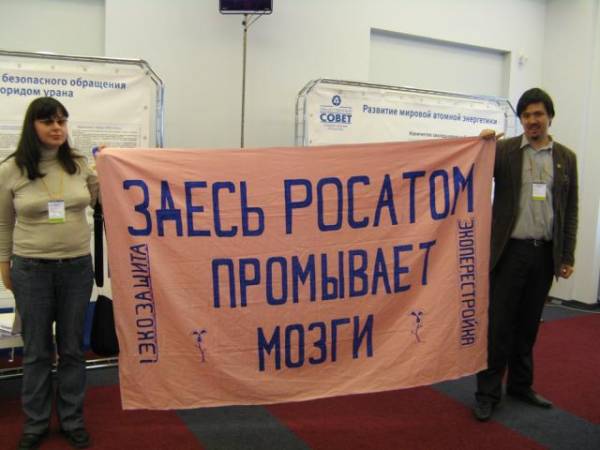 безопасного обращения
оридом урана
СОВЕТ
Развитие мировой атомной энергетики
ЗДЕСЬ РОСАТОМ
ПРОМЫВАЕТ
МОЗГИ
! ЭКОЗАЩИТА
ЭКОПЕРЕСТРОЙКА